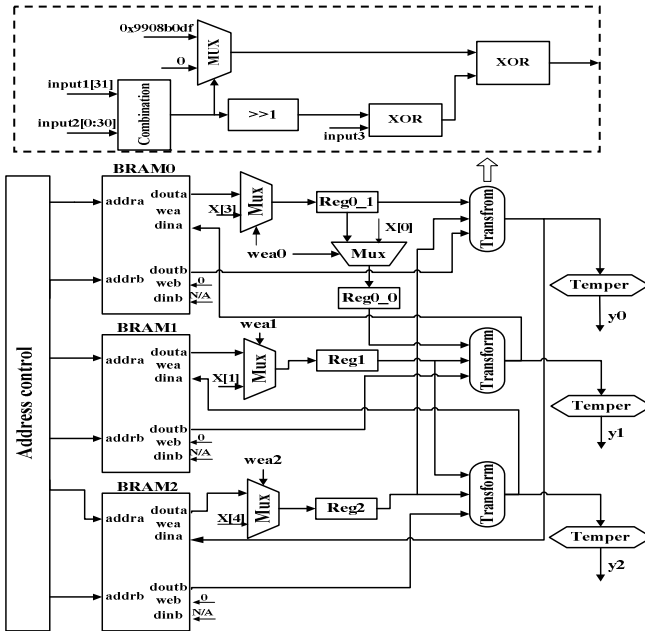 0x9908b0df
0
MUX
XOR
input1[31]
input2[0:30]
Combination
>>1
input3
XOR
BRAM0
addra
douta
wea
dina
X[3]
Mux
Reg0_1
X[0]
Transfrom
wea0
Mux
addrb
doutb
web
0
dinb
N/A
Reg0_0
Temper
y0
BRAM1
wea1
addra
douta
wea
dina
X[1]
Mux
Reg1
Transform
addrb
doutb
web
0
dinb
N/A
Temper
y1
BRAM2
wea2
addra
douta
wea
dina
X[4]
Mux
Reg2
Transform
addrb
doutb
web
0
dinb
N/A
Temper
y2
Address control